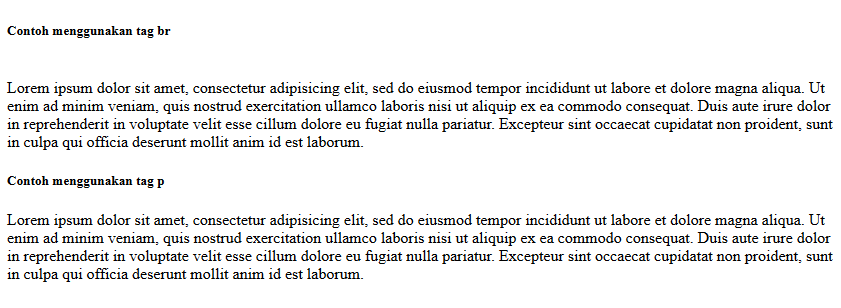 Contoh menggunakan tag br
Lorem ipsum dolor sit amet, consectetur adipisicing elit, sed do eiusmod tempor incididunt ut labore et dolore magna aliqua. Ut
enim ad minim veniam, quis nostrud exercitation ullamco laboris nisi ut aliquip ex ea commodo consequat. Duis aute irure dolor
in reprehenderit in voluptate velit esse cillum dolore eu fugiat nulla pariatur. Excepteur sint occaecat cupidatat non proident, sunt
in culpa qui officia deserunt mollit anim id est laborum.
Contoh menggunakan tag p
Lorem ipsum dolor sit amet, consectetur adipisicing elit, sed do eiusmod tempor incididunt ut labore et dolore magna aliqua. Ut
enim ad minim veniam, quis nostrud exercitation ullamco laboris nisi ut aliquip ex ea commodo consequat. Duis aute irure dolor
in reprehenderit in voluptate velit esse cillum dolore eu fugiat nulla pariatur. Excepteur sint occaecat cupidatat non proident, sunt
in culpa qui officia deserunt mollit anim id est laborum.